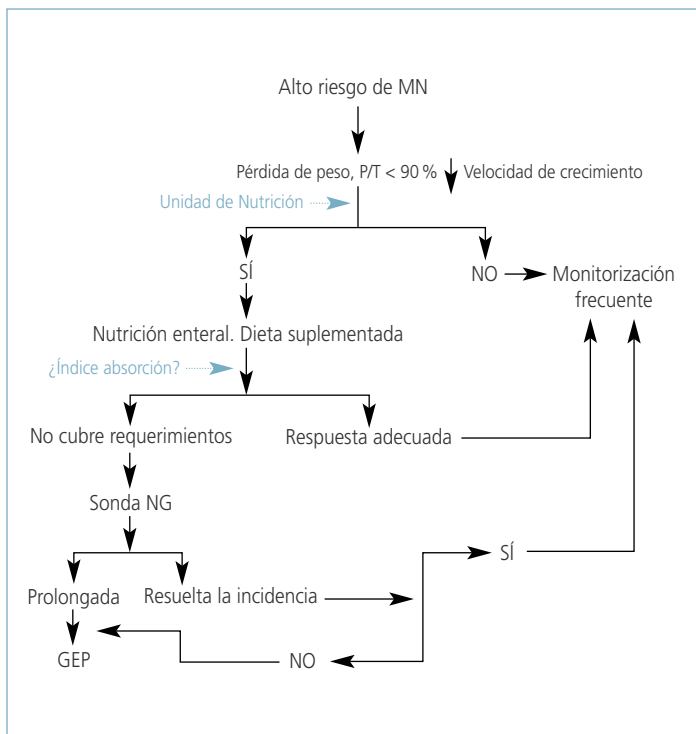 Alto riesgo de MN
Pérdida de peso, P/T < 90 % Velocidad de crecimiento
Unidad de Nutrición
SÍ
NO
Monitorización
frecuente
Nutrición enteral. Dieta suplementada
¿Índice absorción?
No cubre requerimientos
Respuesta adecuada
Sonda NG
SÍ
Prolongada
Resuelta la incidencia
GEP
NO